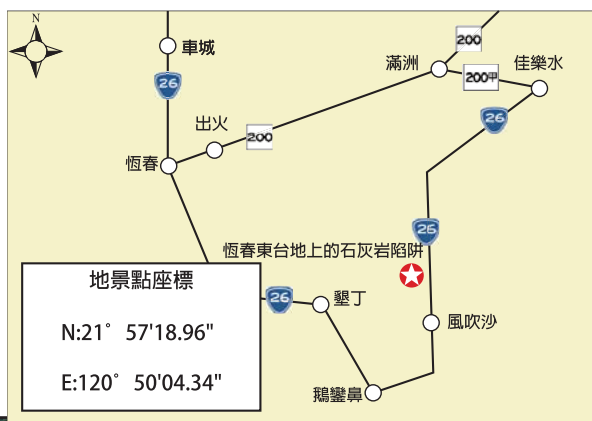 N
車城
26
200
滿洲
佳樂水
200甲
26
出火
200
恆春
26
恆春東台地上的石灰岩陷阱
地景點座標
N:21° 57'18.96"
E:120° 50'04.34"
26
墾丁
風吹沙
鵝鑾鼻